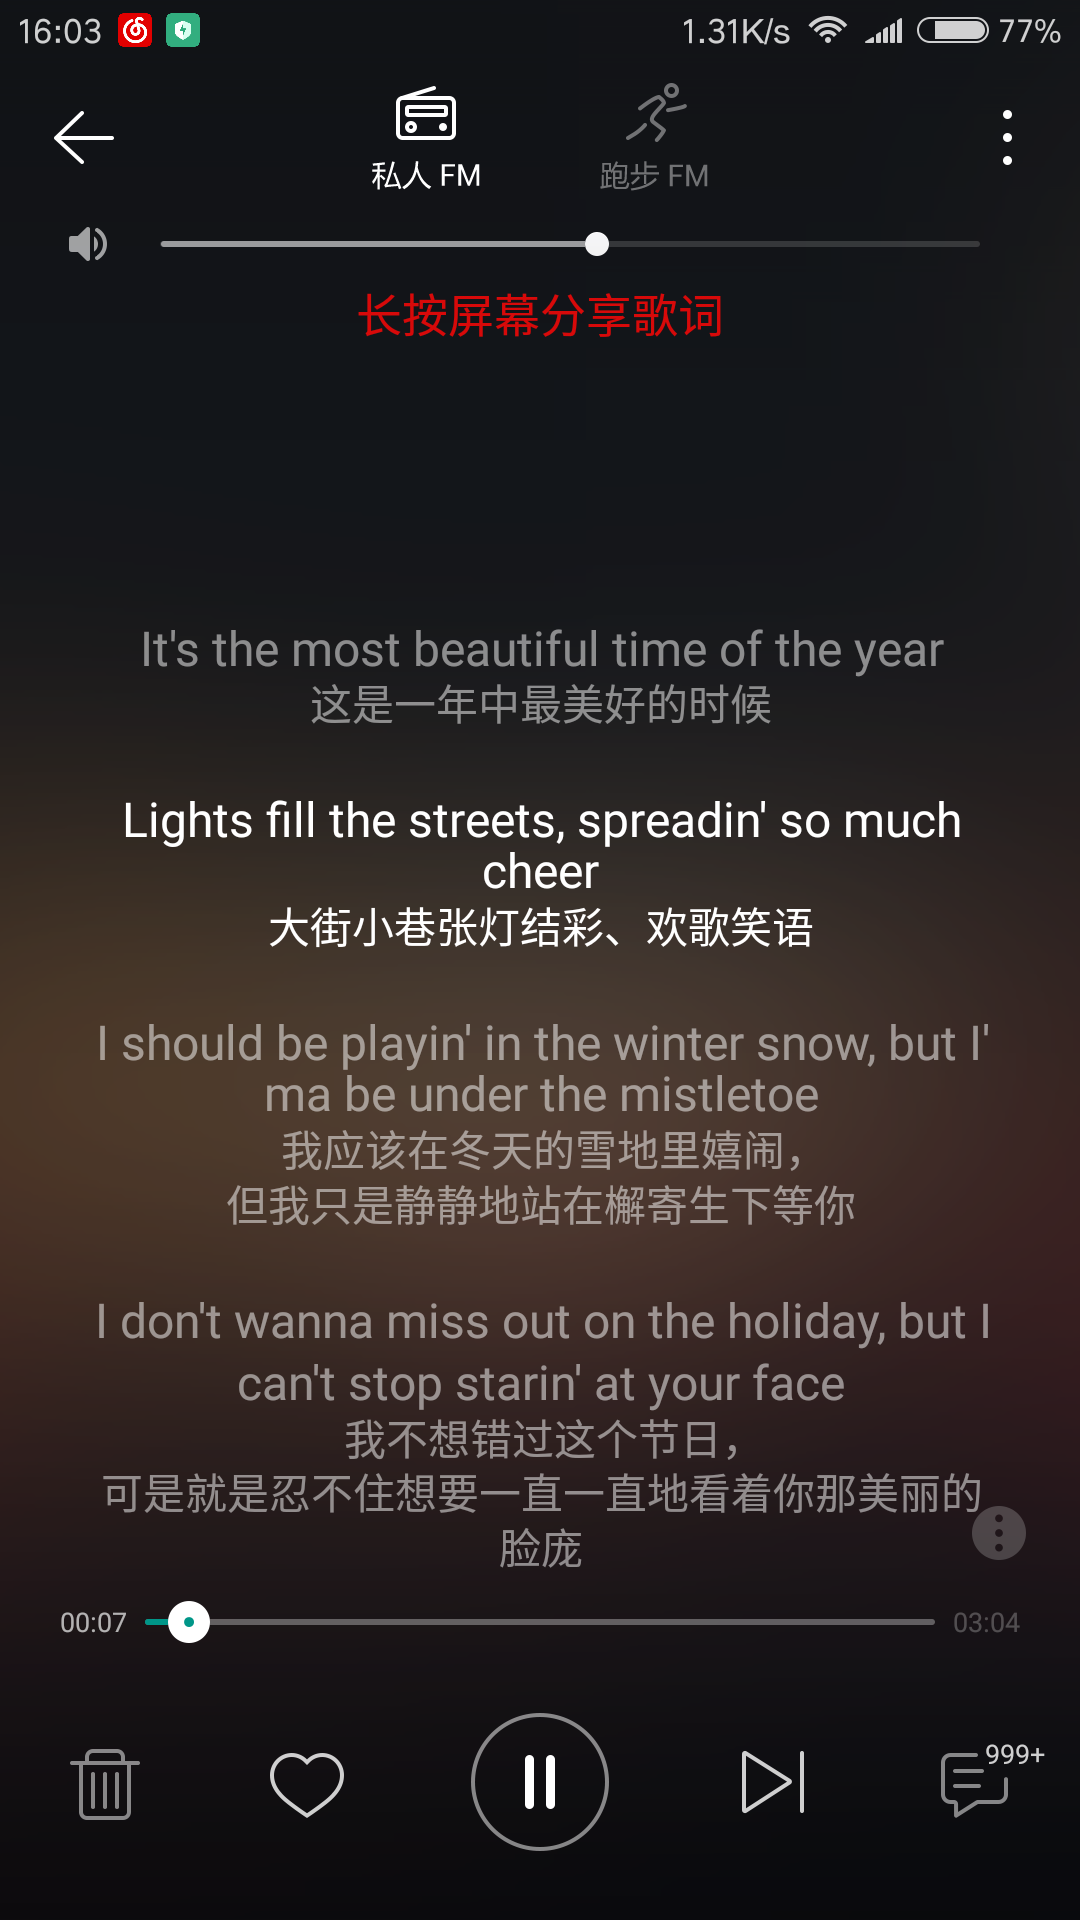 16:03
1.31K/s
77%
私人 FM
跑步 FM
长按屏幕分享歌词
It's the most beautiful time of the year
这是一年中最美好的时候
Lights fill the streets, spreadin' so much
cheer
大街小巷张灯结彩、欢歌笑语
I should be playin' in the winter snow, but I'
ma be under the mistletoe
我应该在冬天的雪地里嬉闹，
但我只是静静地站在檞寄生下等你
I don't wanna miss out on the holiday, but I
can't stop starin' at your face
我不想错过这个节日，
可是就是忍不住想要一直一直地看着你那美丽的
脸庞
00:07
03:04
999+